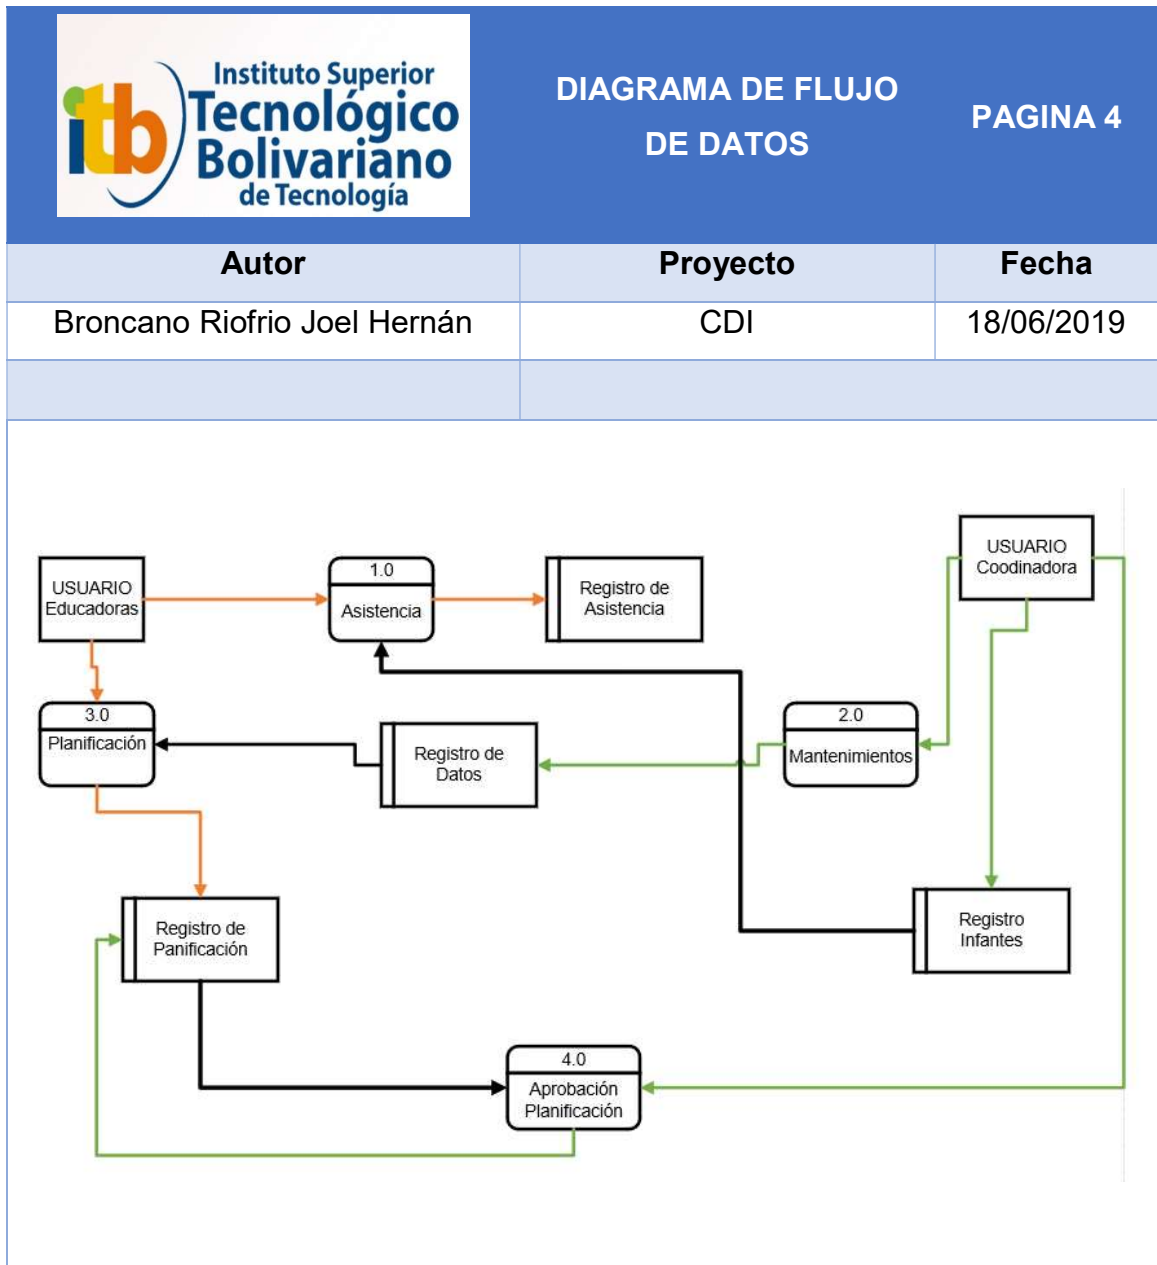 itb
Instituto Superior
Tecnológico
Bolivariano
de Tecnología
DIAGRAMA DE FLUJO
DE DATOS
PAGINA 4
Autor
Proyecto
Fecha
Broncano Riofrio Joel Hernán
CDI
18/06/2019
USUARIO
Educadoras
1.0
Asistencia
Registro de
Asistencia
USUARIO
Coodinadora
3.0
Planificación
Registro de
Datos
2.0
Mantenimientos
Registro de
Panificación
Registro
Infantes
4.0
Aprobación
Planificación